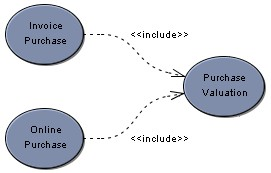 Invoice
Purchase
<<include>>
Purchase
Valuation
Online
Purchase
<<include>>